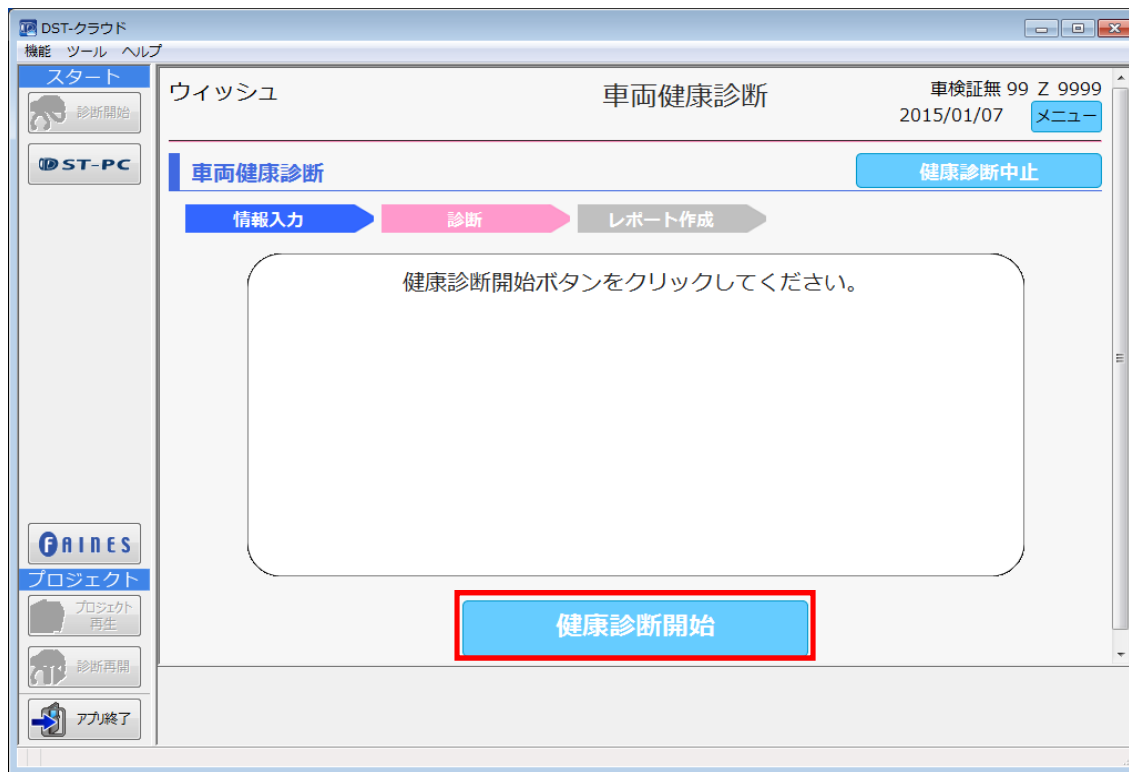 DST-クラウド
機能 ツール ヘルプ
スタート
診断開始
DST-PC
FAINES
プロジェクト
プロジェクト
再生
診断再開
アプリ終了
ウィッシュ
車両健康診断
車検証無 99 Z 9999
2015/01/07
メニュー
車両健康診断
健康診断中止
情報入力
診断
レポート作成
健康診断開始ボタンをクリックしてください。
健康診断開始